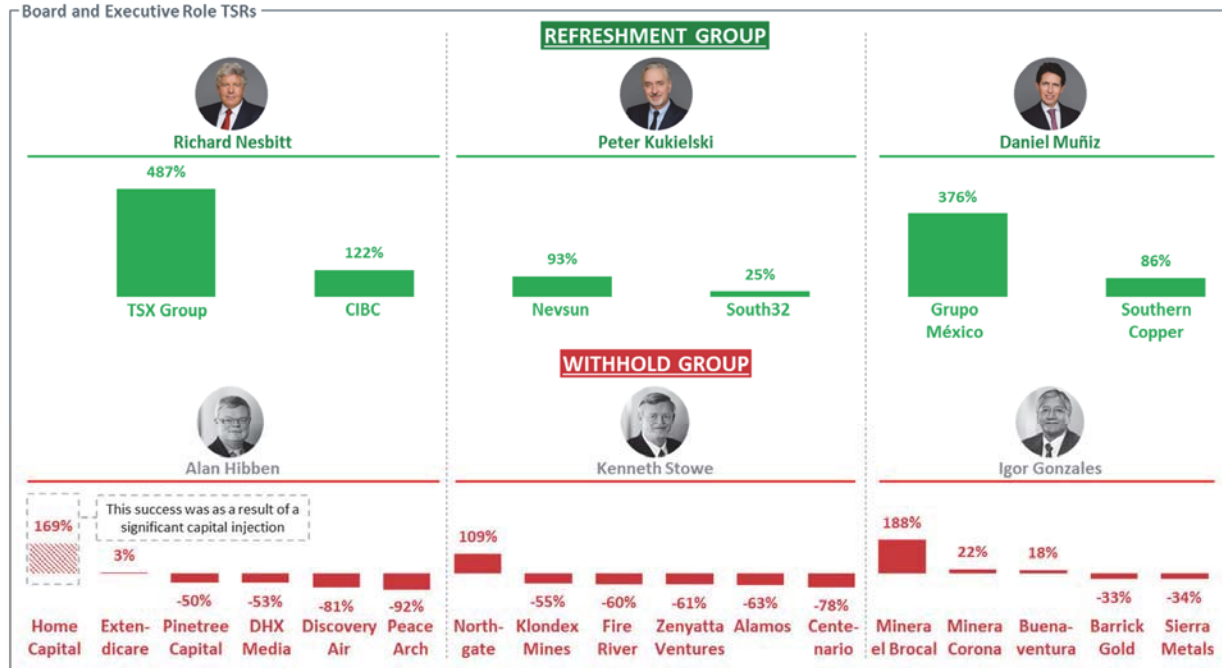 Board and Executive Role TSRs
REFRESHMENT GROUP
Richard Nesbitt
487%
122%
TSX Group
CIBC
Peter Kukielski
93%
25%
Nevsun
South32
Daniel Muñiz
376%
86%
Grupo
México
Southern
Copper
WITHHOLD GROUP
Alan Hibben
This success was as a result of a
significant capital injection
169%
3%
-50%
-53%
-81%
-92%
Home
Capital
Exten-
dicare
Pinetree
Capital
DHX
Media
Discovery
Air
Peace
Arch
Kenneth Stowe
109%
-55%
-60%
-61%
-63%
-78%
North-
gate
Klondex
Mines
Fire
River
Zenyatta
Ventures
Alamos
Cente-
nario
Igor Gonzales
188%
22%
18%
-33%
-34%
Minera
el Brocal
Minera
Corona
Buena-
ventura
Barrick
Gold
Sierra
Metals